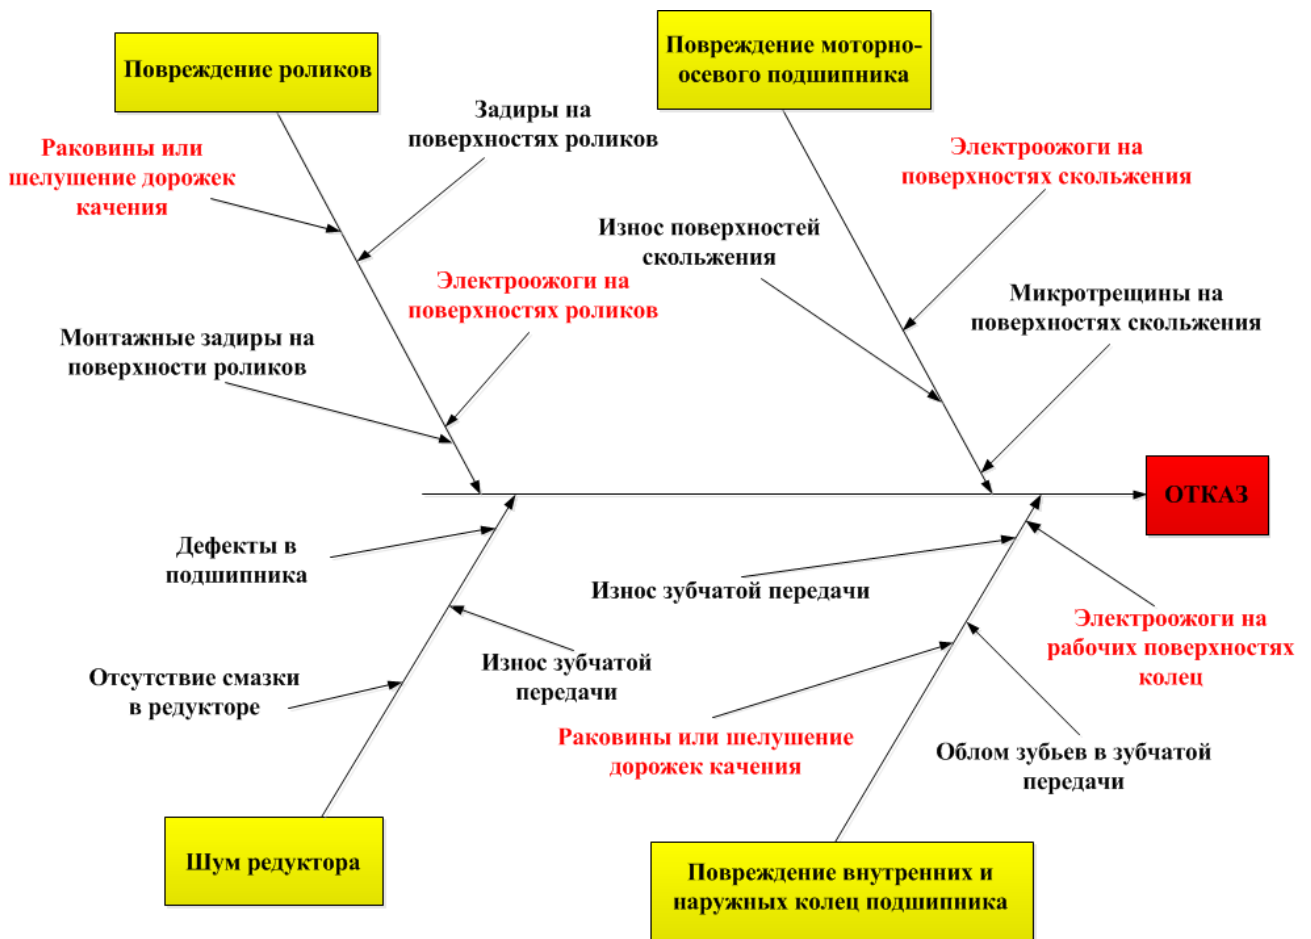 Повреждение роликов
Повреждение моторно-
осевого подшипника
Задиры на
поверхностях роликов
Раковины или
шелушение дорожек
качения
Электроожоги на
поверхностях скольжения
Износ поверхностей
скольжения
Электроожоги на
поверхностях роликов
Микротрещины на
поверхностях скольжения
Монтажные задиры на
поверхности роликов
ОТКАЗ
Дефекты в
подшипника
Износ зубчатой передачи
Электроожоги на
рабочих поверхностях
колец
Износ зубчатой
передачи
Отсутствие смазки
в редукторе
Раковины или шелушение
дорожек качения
Облом зубьев в зубчатой
передачи
Шум редуктора
Повреждение внутренних и
наружных колец подшипника